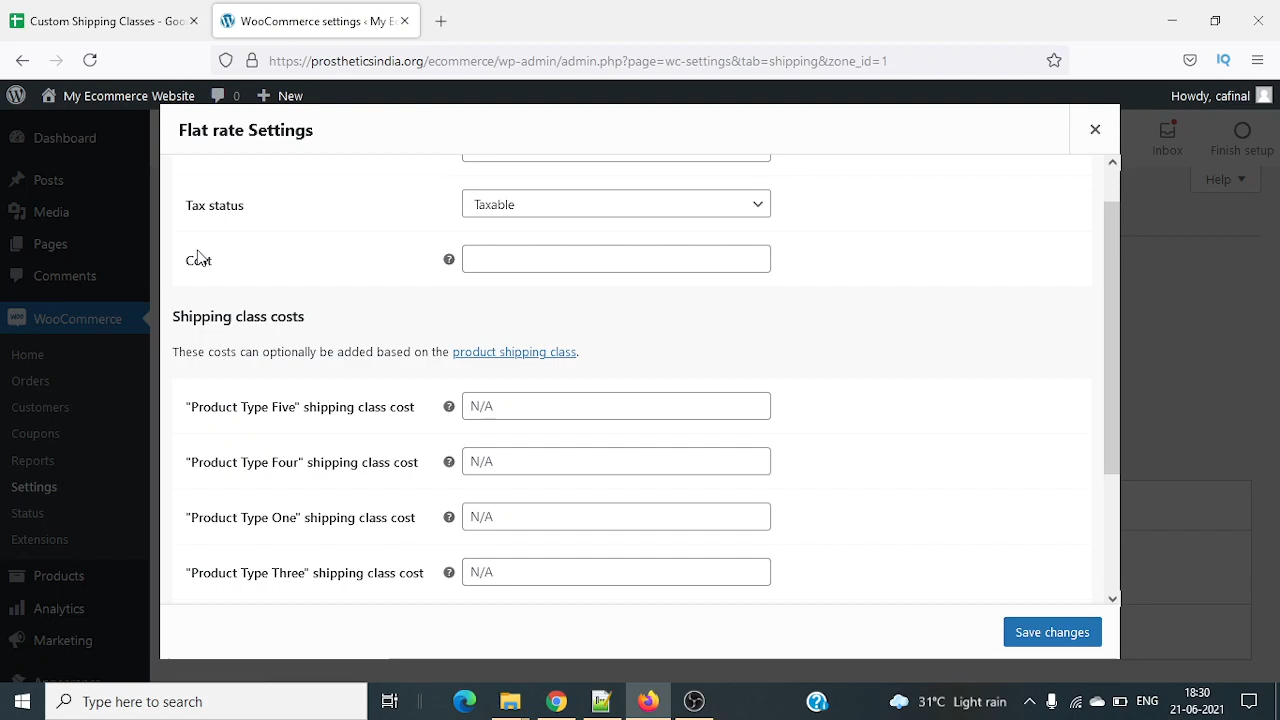 Custom Shipping Classes - Goo
WooCommerce settings ‹ My Ec
https://prostheticsindia.org/ecommerce/wp-admin/admin.php?page=wc-settings&tab=shipping&zone_id=1
IQ
My Ecommerce Website
0
New
Howdy, cafinal
Flat rate Settings
Inbox
Finish setup
Help
Dashboard
Posts
Media
Pages
Comments
WooCommerce
Home
Orders
Customers
Coupons
Reports
Settings
Status
Extensions
Products
Analytics
Marketing
Tax status
Taxable
Cost
Shipping class costs
These costs can optionally be added based on the product shipping class.
"Product Type Five" shipping class cost
N/A
"Product Type Four" shipping class cost
N/A
"Product Type One" shipping class cost
N/A
"Product Type Three" shipping class cost
N/A
Save changes
Type here to search
31°C Light rain
ENG
18:30
21-06-2021